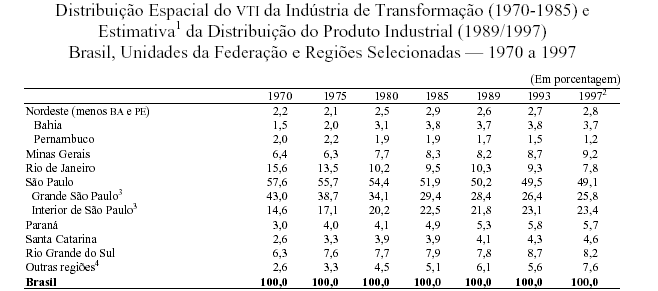 Distribuição Espacial do VTI da Indústria de Transformação (1970-1985) e
Estimativa1 da Distribuição do Produto Industrial (1989/1997)
Brasil, Unidades da Federação e Regiões Selecionadas — 1970 a 1997
(Em porcentagem)
1970 1975 1980 1985 1989 1993 19972
Nordeste (menos BA e PE) 2,2 2,1 2,5 2,9 2,6 2,7 2,8
Bahia 1,5 2,0 3,1 3,8 3,7 3,8 3,7
Pernambuco 2,0 2,2 1,9 1,9 1,7 1,5 1,2
Minas Gerais 6,4 6,3 7,7 8,3 8,2 8,7 9,2
Rio de Janeiro 15,6 13,5 10,2 9,5 10,3 9,3 7,8
São Paulo 57,6 55,7 54,4 51,9 50,2 49,5 49,1
Grande São Paulo3 43,0 38,7 34,1 29,4 28,4 26,4 25,8
Interior de São Paulo3 14,6 17,1 20,2 22,5 21,8 23,1 23,4
Paraná 3,0 4,0 4,1 4,9 5,3 5,8 5,7
Santa Catarina 2,6 3,3 3,9 3,9 4,1 4,3 4,6
Rio Grande do Sul 6,3 7,6 7,7 7,9 7,8 8,7 8,2
Outras regiões4 2,6 3,3 4,5 5,1 6,1 5,6 7,6
Brasil 100,0 100,0 100,0 100,0 100,0 100,0 100,0